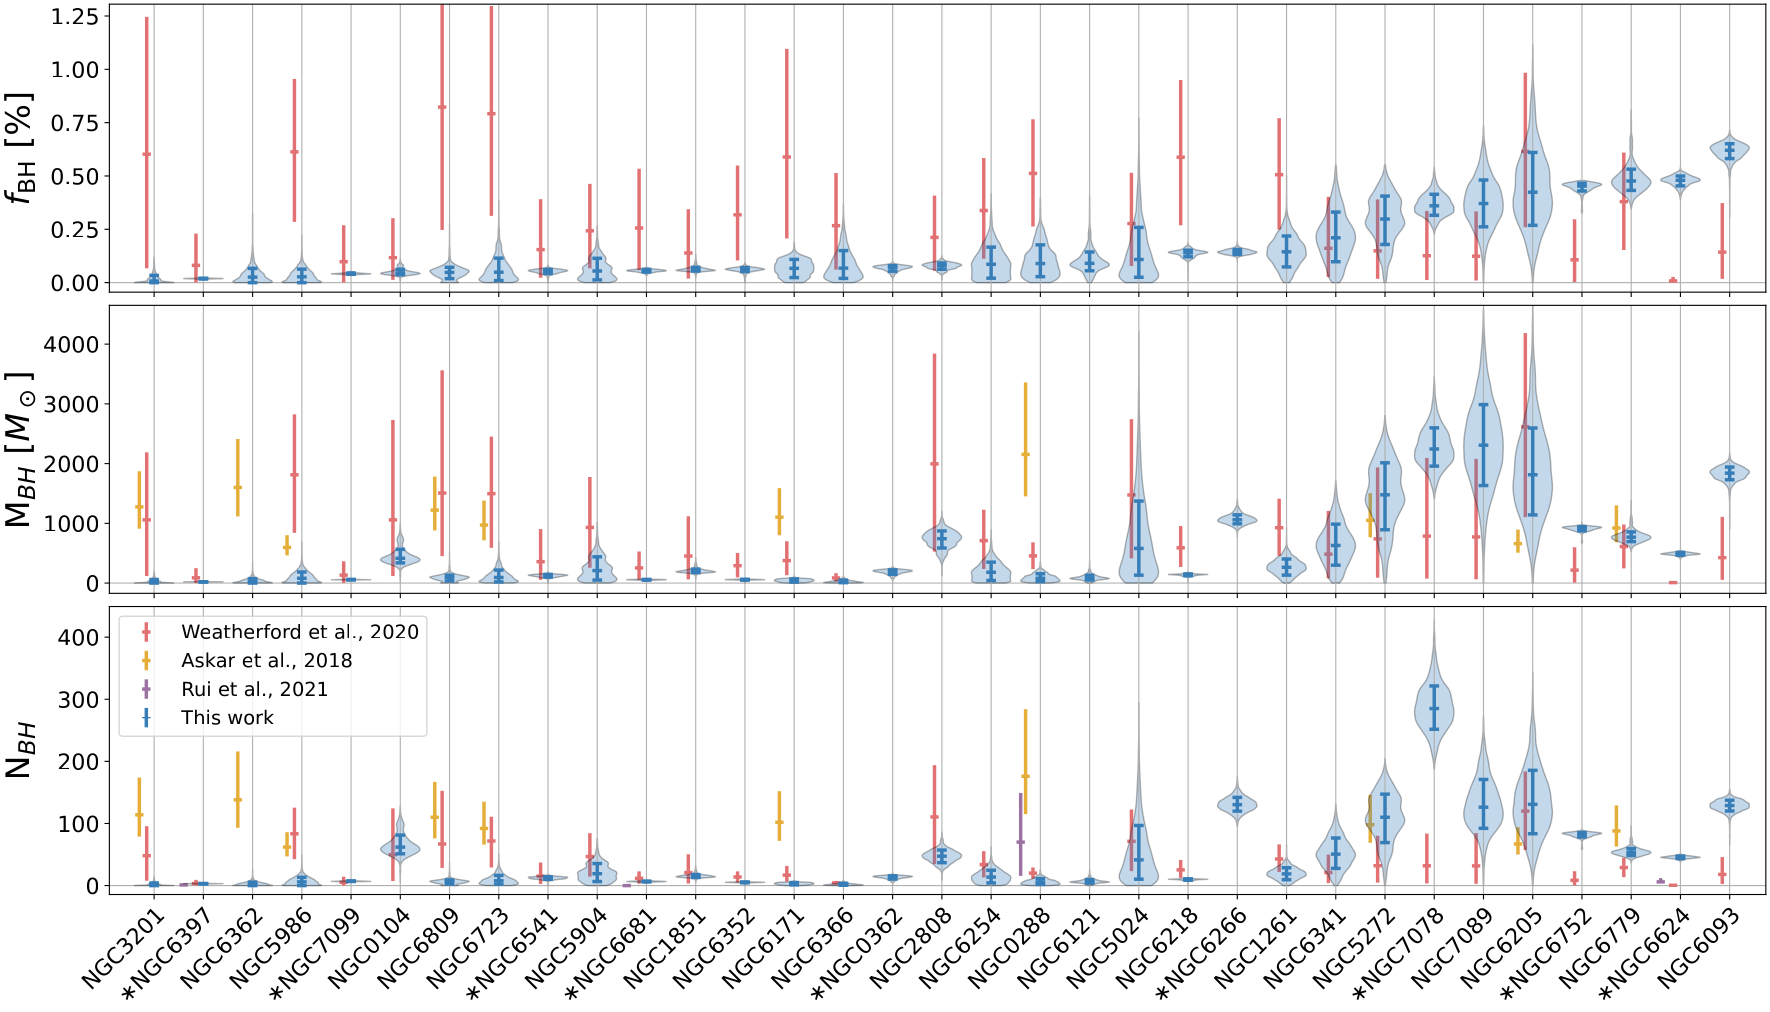 1.25
1.00
0.75
0.50
0.25
0.00
f_BH [%]
4000
3000
2000
1000
0
M_BH [M_⊙]
400
300
200
100
0
N_BH
Weatherford et al., 2020
Askar et al., 2018
Rui et al., 2021
This work
NGC3201
*NGC6397
NGC6362
NGC5986
*NGC7099
NGC0104
NGC6809
NGC6723
*NGC6541
NGC5904
*NGC6681
NGC1851
NGC6352
NGC6171
NGC6366
*NGC0362
NGC2808
NGC6254
NGC0288
NGC6121
NGC5024
NGC6218
*NGC6266
NGC1261
NGC6341
NGC5272
*NGC7078
NGC7089
NGC6205
*NGC6752
NGC6779
*NGC6624
NGC6093